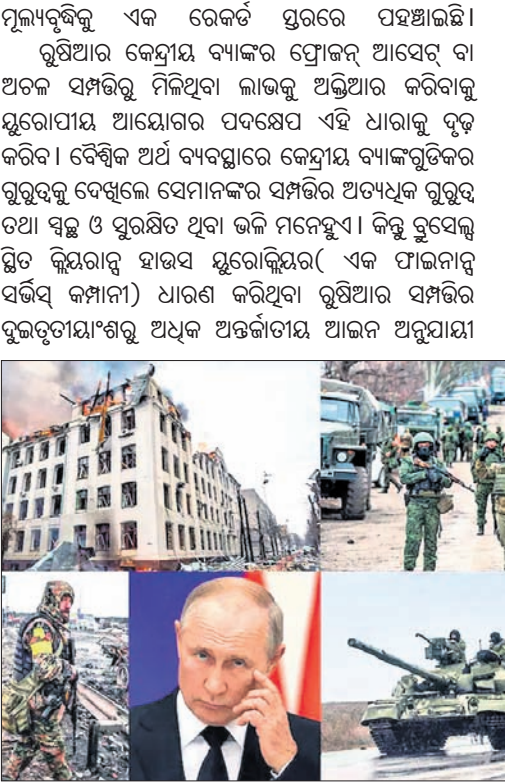 ମୂଲ୍ୟବୃଦ୍ଧିକୁ ଏକ ରେକର୍ଡ ସ୍ତରରେ ପହଞ୍ଚାଇଛି।
ରୁଷିଆର କେନ୍ଦ୍ରୀୟ ବ୍ୟାଙ୍କର ଫ୍ରୋଜନ୍ ଆସେଟ୍ ବା
ଅଚଳ ସମ୍ପତ୍ତିରୁ ମିଳିଥିବା ଲାଭକୁ ଅକ୍ତିଆର କରିବାକୁ
ୟୁରୋପୀୟ ଆୟୋଗର ପଦକ୍ଷେପ ଏହି ଧାରାକୁ ଦୃଢ଼
କରିବ। ବୈଶ୍ୱିକ ଅର୍ଥ ବ୍ୟବସ୍ଥାରେ କେନ୍ଦ୍ରୀୟ ବ୍ୟାଙ୍କଗୁଡିକର
ଗୁରୁତ୍ୱକୁ ଦେଖିଲେ ସେମାନଙ୍କର ସମ୍ପତ୍ତିର ଅତ୍ୟଧିକ ଗୁରୁତ୍ୱ
ତଥା ସ୍ୱଚ୍ଛ ଓ ସୁରକ୍ଷିତ ଥିବା ଭଳି ମନେହୁଏ। କିନ୍ତୁ ବ୍ରୁସେଲ୍ସ
ସ୍ଥିତ କ୍ଲିୟରାନ୍ସ ହାଉସ ୟୁରୋକ୍ଲିୟର( ଏକ ଫାଇନାନ୍ସ
ସର୍ଭିସ୍ କମ୍ପାନୀ) ଧାରଣ କରିଥିବା ରୁଷିଆର ସମ୍ପତ୍ତିର
ଦୁଇତୃତୀୟାଂଶରୁ ଅଧିକ ଅନ୍ତର୍ଜାତୀୟ ଆଇନ ଅନୁଯାୟୀ